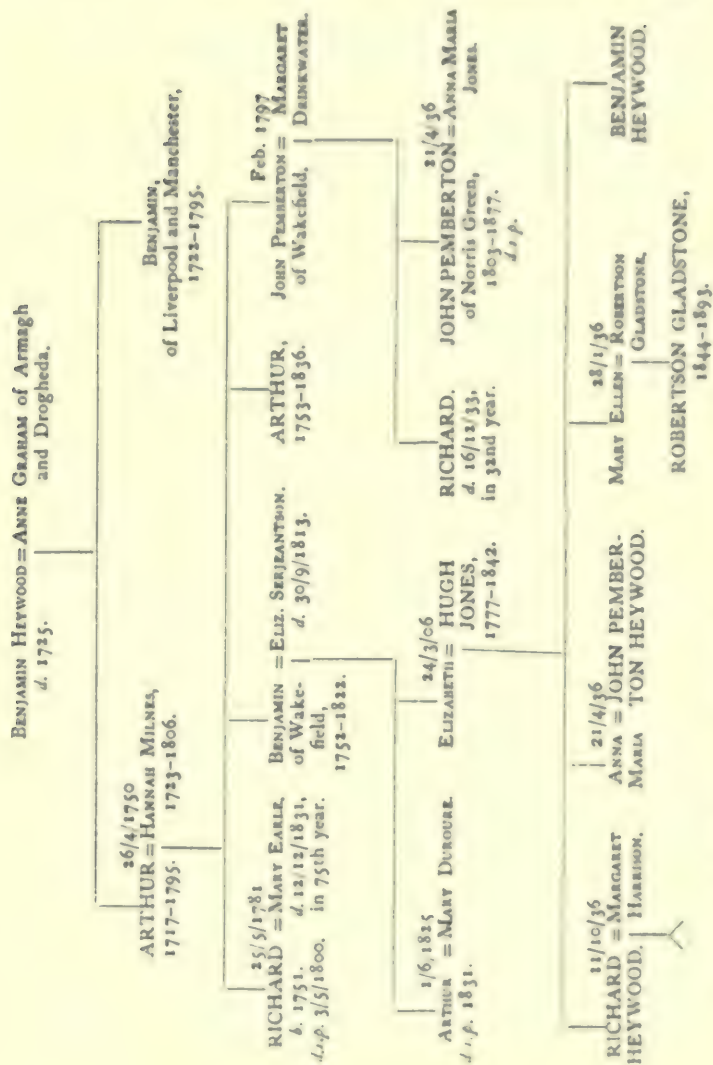 BENJAMIN HEYWOOD = ANNE GRAHAM of Armagh
d. 1725. and Drogheda.
26/4/1750
ARTHUR = HANNAH MILNES,
1717–1795. 1723–1806.
BENJAMIN,
of Liverpool and Manchester,
1722–1795.
25/5/1781
RICHARD = MARY EARLE,
b. 1751. d. 12/12/1831,
d.s.p. 3/5/1800. in 75th year.
BENJAMIN = ELIZ. SERJEANTSON.
of Wake- d. 30/9/1813.
field,
1752–1822.
ARTHUR,
1753–1836.
Feb. 1797
JOHN PEMBERTON = MARGARET
of Wakefield. DRINKWATER.
1/6, 1825
ARTHUR = MARY DUROURE.
d.s.p. 1831.
24/3/06
ELIZABETH = HUGH
JONES,
1777–1842.
RICHARD.
d. 16/12/33,
in 32nd year.
21/4/36
JOHN PEMBERTON = ANNA MARIA
of Norris Green, JONES.
1803–1877.
d.s.p.
11/10/36
RICHARD = MARGARET
HEYWOOD. HARRISON.
21/4/36
ANNA = JOHN PEMBER-
MARIA TON HEYWOOD.
28/1/36
MARY ELLEN = ROBERTSON
GLADSTONE.
ROBERTSON GLADSTONE,
1844–1893.
BENJAMIN
HEYWOOD.